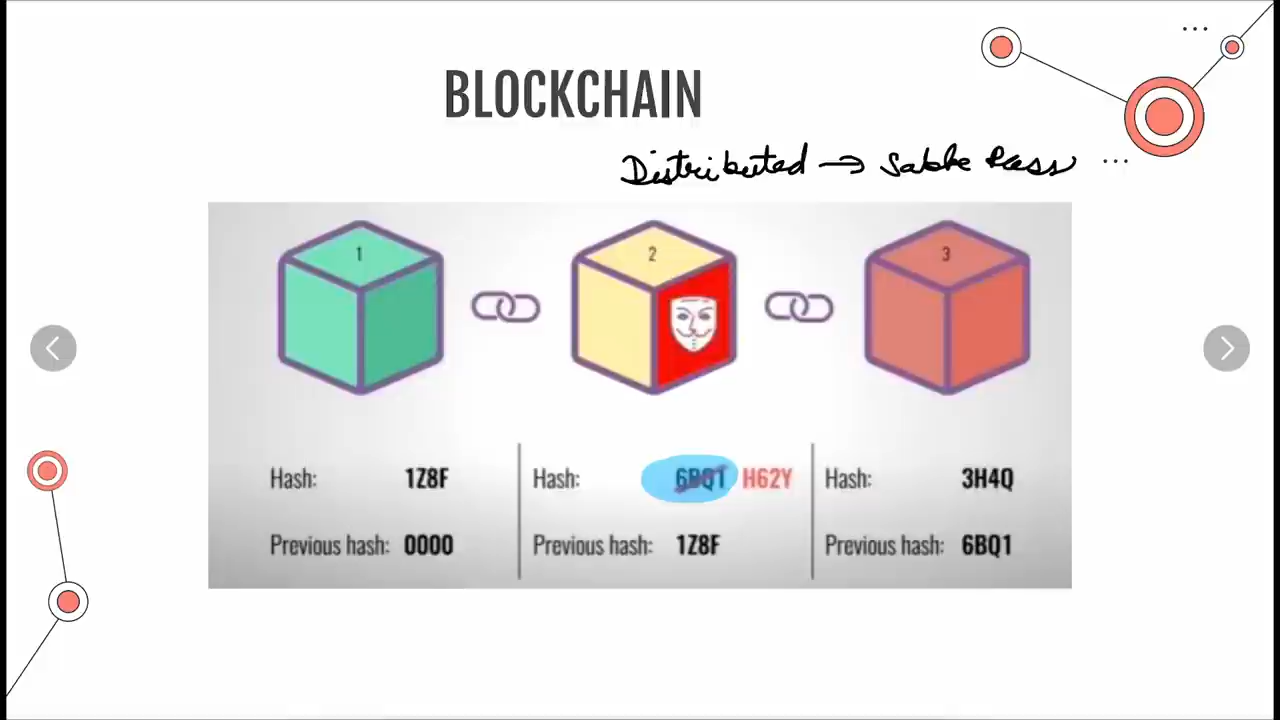 BLOCKCHAIN
Distributed → Sabke Pass
1
2
3
Hash: 1Z8F
Previous hash: 0000
Hash: 6BQ1 H62Y
Previous hash: 1Z8F
Hash: 3H4Q
Previous hash: 6BQ1